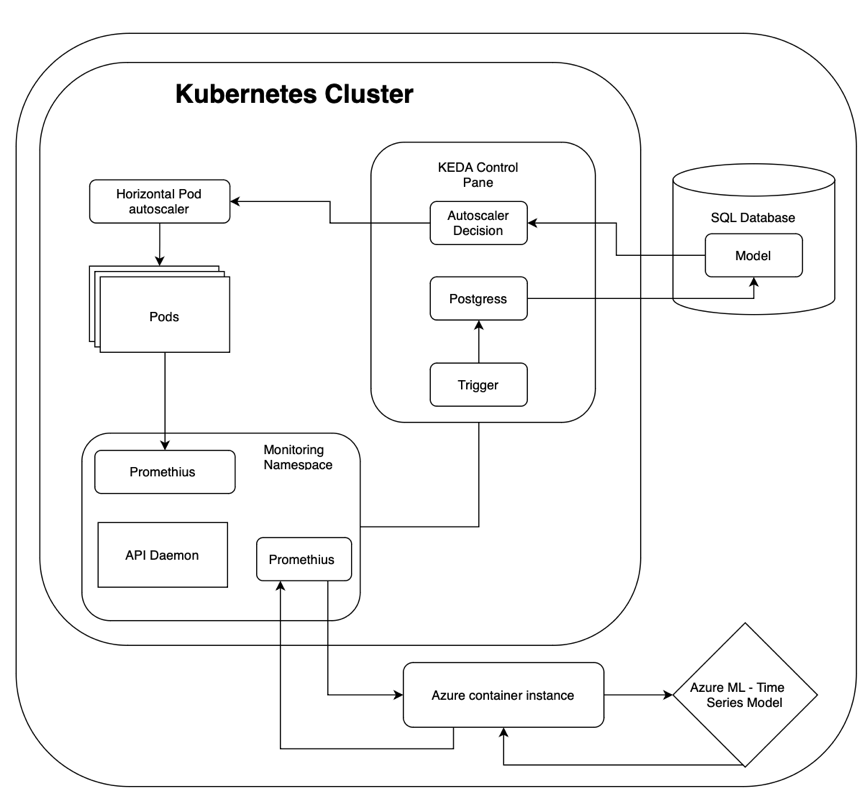 Kubernetes Cluster
KEDA Control
Pane
Horizontal Pod
autoscaler
Autoscaler
Decision
SQL Database
Model
Postgress
Pods
Trigger
Monitoring
Namespace
Promethius
API Daemon
Promethius
Azure container instance
Azure ML - Time
Series Model